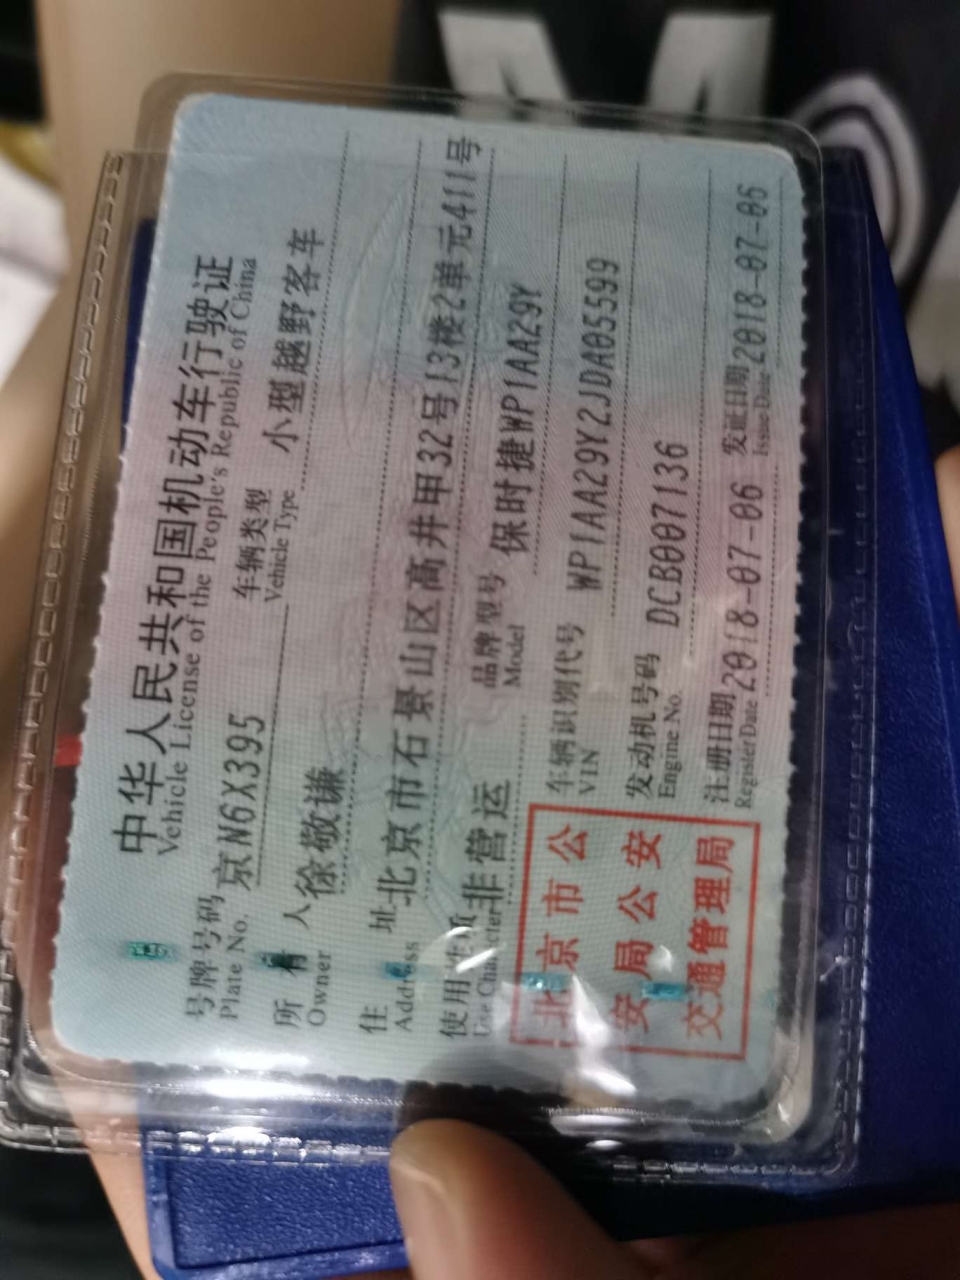 中华人民共和国机动车行驶证
Vehicle License of the People's Republic of China
号牌号码 京N6X395 车辆类型 小型越野客车
Plate No. Vehicle Type
所有人 徐敬谦
Owner
住址 北京市石景山区高井甲32号13楼2单元411号
Address
使用性质 非营运 品牌型号 保时捷WP1AA29Y
Use Character Model
北京市公
安局公安
交通管理局
车辆识别代号 WP1AA29Y2JDA05599
VIN
发动机号码 DCB007136
Engine No.
注册日期 2018-07-06 发证日期 2018-07-06
Register Date Issue Date